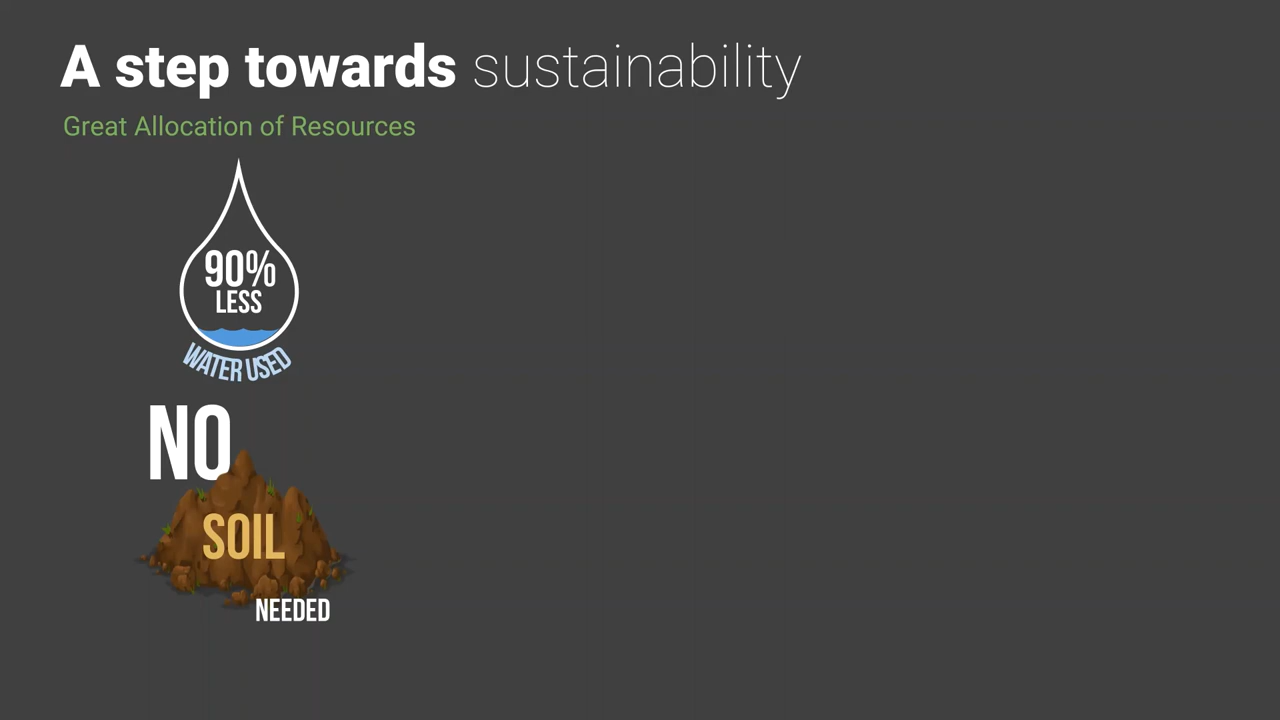 A step towards sustainability
Great Allocation of Resources
90%
LESS
WATER USED
NO
SOIL
NEEDED